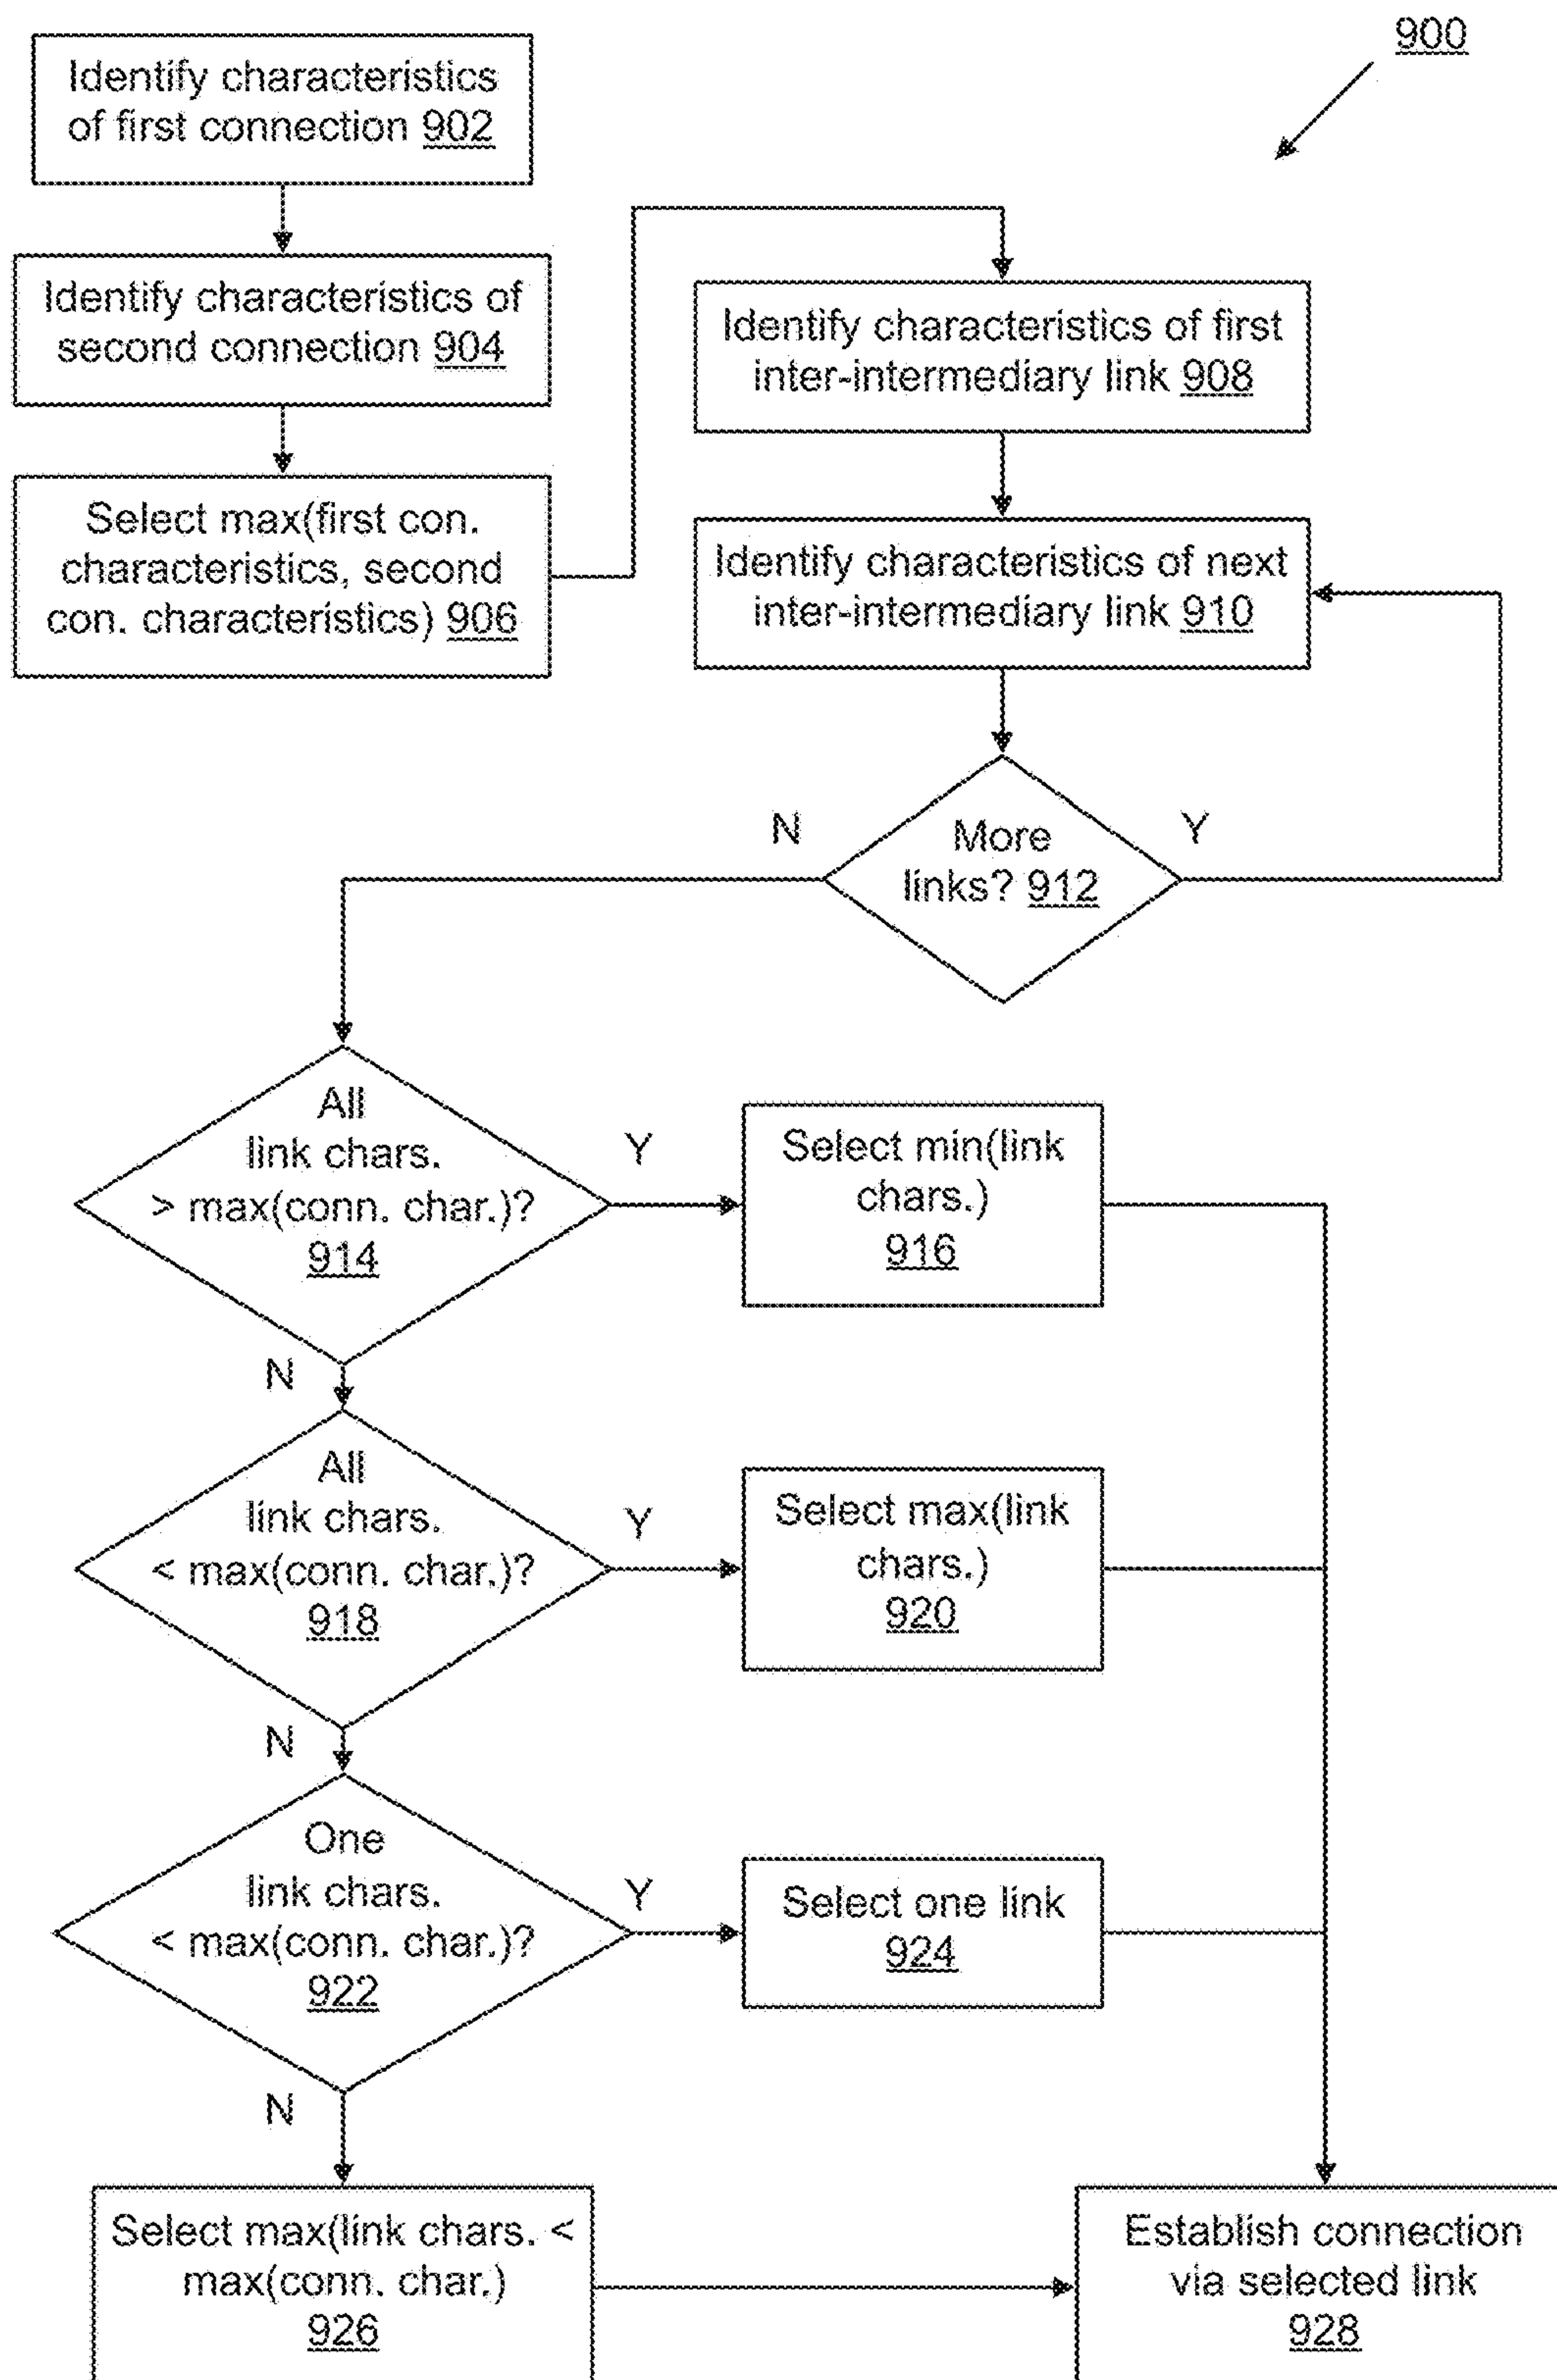 900
Identify characteristics
of first connection 902
Identify characteristics of
second connection 904
Select max(first con.
characteristics, second
con. characteristics) 906
Identify characteristics of first
inter-intermediary link 908
Identify characteristics of next
inter-intermediary link 910
More
links? 912
N
Y
All
link chars.
> max(conn. char.)?
914
Y
N
Select min(link
chars.)
916
All
link chars.
< max(conn. char.)?
918
Y
N
Select max(link
chars.)
920
One
link chars.
< max(conn. char.)?
922
Y
N
Select one link
924
Select max(link chars. <
max(conn. char.)
926
Establish connection
via selected link
928